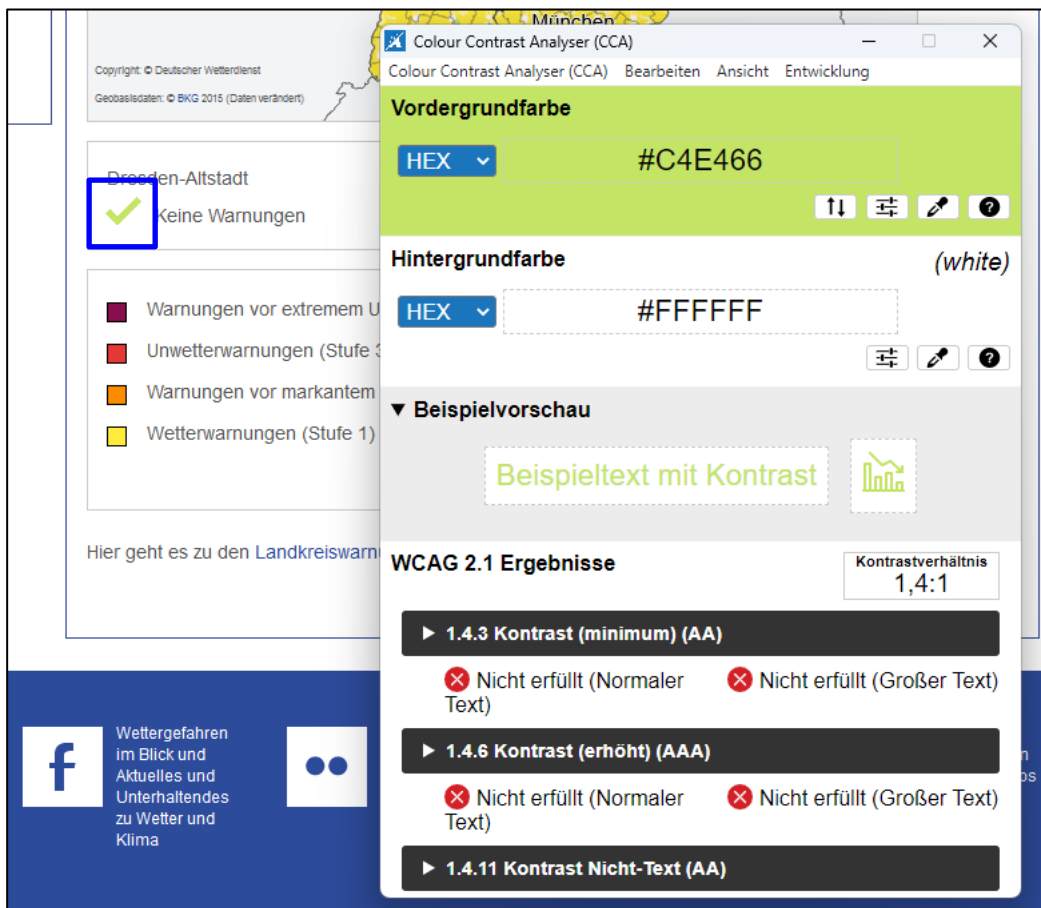 München
Copyright: © Deutscher Wetterdienst
Geobasisdaten: © BKG 2015 (Daten verändert)
Dresden-Altstadt
Keine Warnungen
Warnungen vor extremem U
Unwetterwarnungen (Stufe 3
Warnungen vor markantem
Wetterwarnungen (Stufe 1)
Hier geht es zu den Landkreiswarnu
Wettergefahren
im Blick und
Aktuelles und
Unterhaltendes
zu Wetter und
Klima
Colour Contrast Analyser (CCA)
Colour Contrast Analyser (CCA) Bearbeiten Ansicht Entwicklung
Vordergrundfarbe
HEX #C4E466
Hintergrundfarbe (white)
HEX #FFFFFF
▼ Beispielvorschau
Beispieltext mit Kontrast
WCAG 2.1 Ergebnisse
Kontrastverhältnis
1,4:1
▶ 1.4.3 Kontrast (minimum) (AA)
Nicht erfüllt (Normaler Nicht erfüllt (Großer Text)
Text)
▶ 1.4.6 Kontrast (erhöht) (AAA)
Nicht erfüllt (Normaler Nicht erfüllt (Großer Text)
Text)
▶ 1.4.11 Kontrast Nicht-Text (AA)